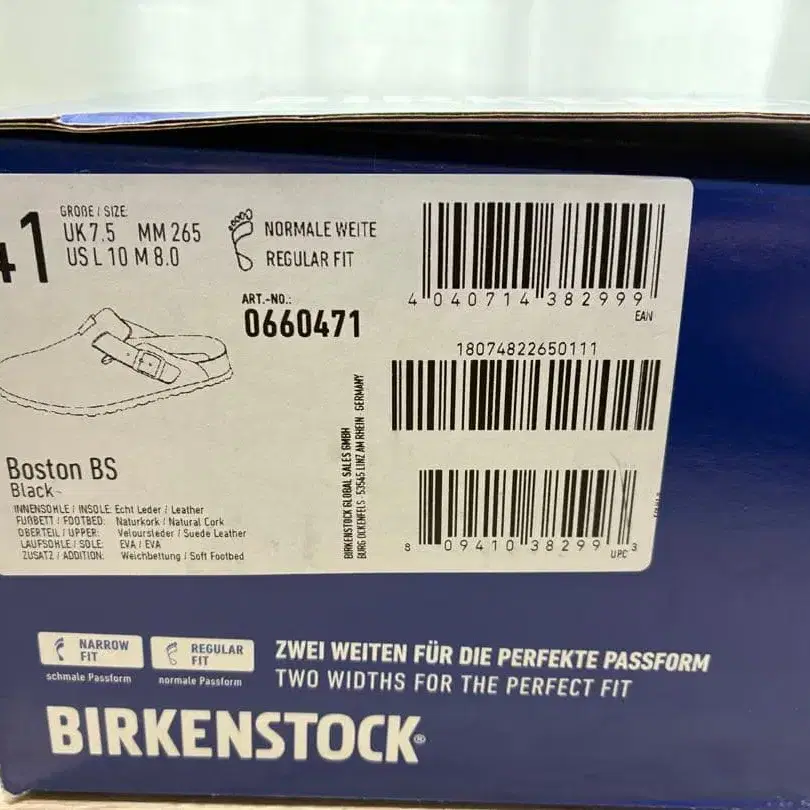 41
GRÖßE / SIZE:
UK 7.5 MM 265
US L 10 M 8.0
NORMALE WEITE
REGULAR FIT
ART.-NO.:
0660471
4 040714 382999
EAN
18074822650111
Boston BS
Black
INNENSOHLE / INSOLE: Echt Leder / Leather
FUßBETT / FOOTBED: Naturkork / Natural Cork
OBERTEIL / UPPER: Veloursleder / Suede Leather
LAUFSOHLE / SOLE: EVA / EVA
ZUSATZ / ADDITION: Weichbettung / Soft Footbed
BIRKENSTOCK GLOBAL SALES GMBH
BURG OCKENFELS · 53545 LINZ AM RHEIN · GERMANY
8 09410 38299 3
UPC
NARROW
FIT
schmale Passform
REGULAR
FIT
normale Passform
ZWEI WEITEN FÜR DIE PERFEKTE PASSFORM
TWO WIDTHS FOR THE PERFECT FIT
BIRKENSTOCK®